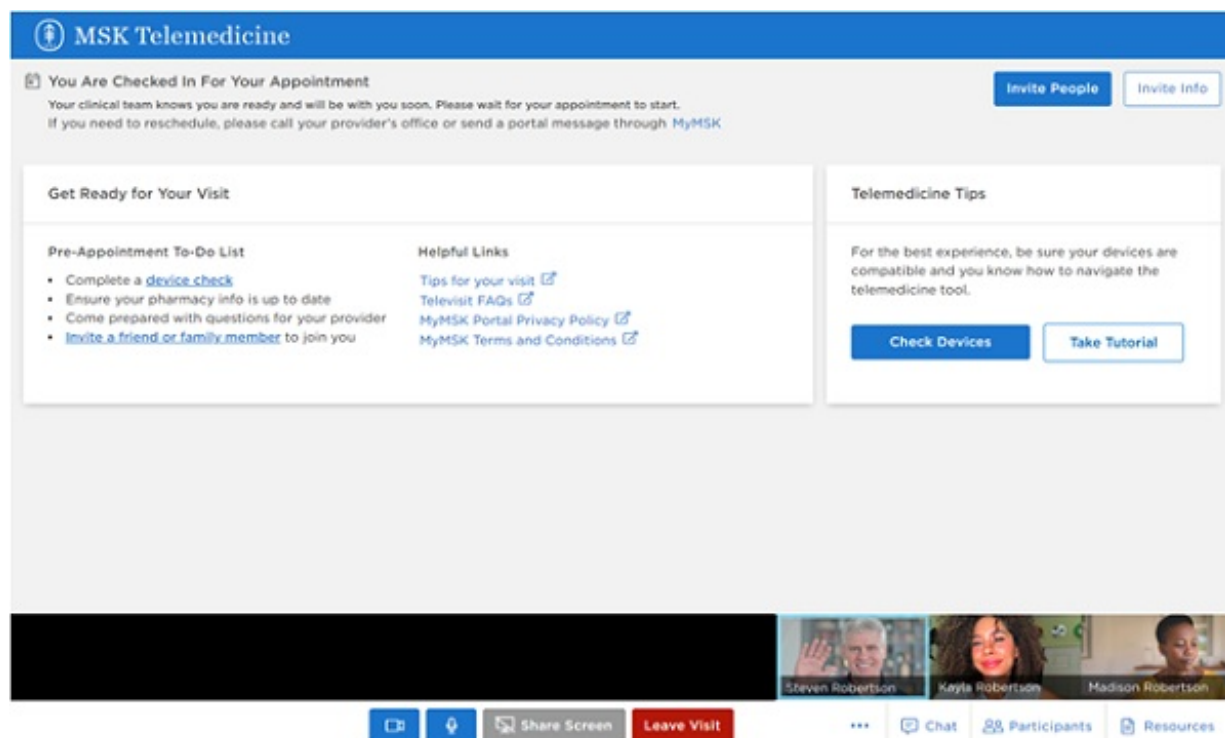 MSK Telemedicine
You Are Checked In For Your Appointment
Your clinical team knows you are ready and will be with you soon. Please wait for your appointment to start.
If you need to reschedule, please call your provider's office or send a portal message through MyMSK
Invite People
Invite Info
Get Ready for Your Visit
Pre-Appointment To-Do List
• Complete a device check
• Ensure your pharmacy info is up to date
• Come prepared with questions for your provider
• Invite a friend or family member to join you
Helpful Links
Tips for your visit
Televisit FAQs
MyMSK Portal Privacy Policy
MyMSK Terms and Conditions
Telemedicine Tips
For the best experience, be sure your devices are
compatible and you know how to navigate the
telemedicine tool.
Check Devices
Take Tutorial
Steven Robertson
Kayla Robertson
Madison Robertson
Share Screen
Leave Visit
Chat
Participants
Resources